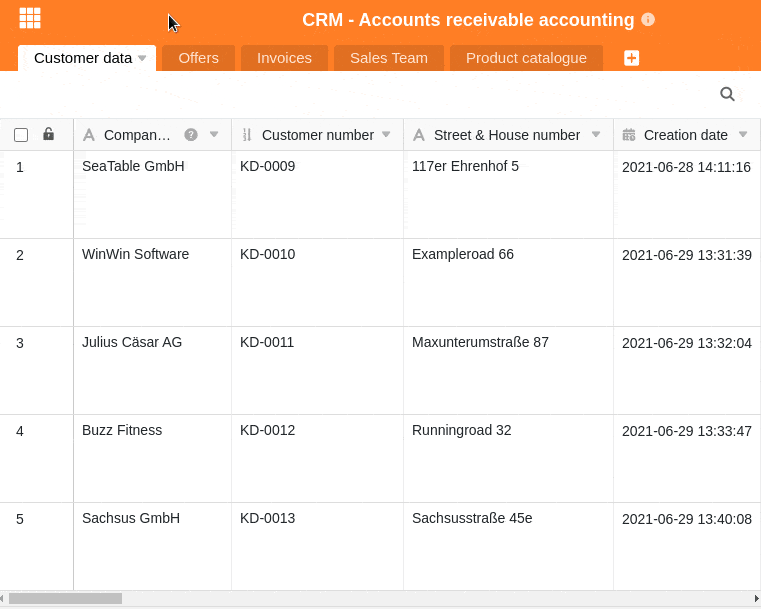 CRM - Accounts receivable accounting
Customer data Offers Invoices Sales Team Product catalogue
Compan… Customer number Street & House number Creation date
1 SeaTable GmbH KD-0009 117er Ehrenhof 5 2021-06-28 14:11:16
2 WinWin Software KD-0010 Exampleroad 66 2021-06-29 13:31:39
3 Julius Cäsar AG KD-0011 Maxunterumstraße 87 2021-06-29 13:32:04
4 Buzz Fitness KD-0012 Runningroad 32 2021-06-29 13:33:47
5 Sachsus GmbH KD-0013 Sachsusstraße 45e 2021-06-29 13:40:08